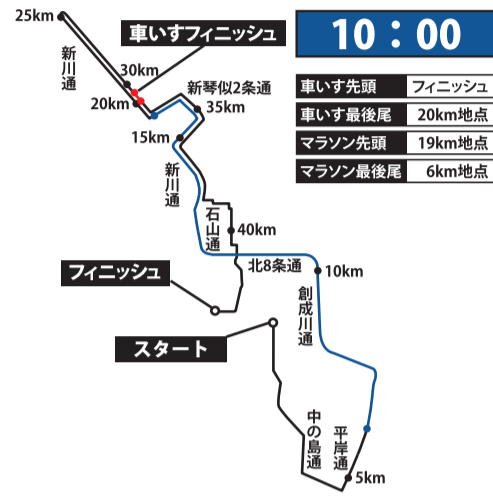 25km
車いすフィニッシュ
10：00
新川通
30km
車いす先頭 フィニッシュ
新琴似2条通
20km
35km
車いす最後尾 20km地点
15km
マラソン先頭 19km地点
マラソン最後尾 6km地点
新川通
石山通
40km
北8条通
フィニッシュ
10km
創成川通
スタート
中の島通
平岸通
5km